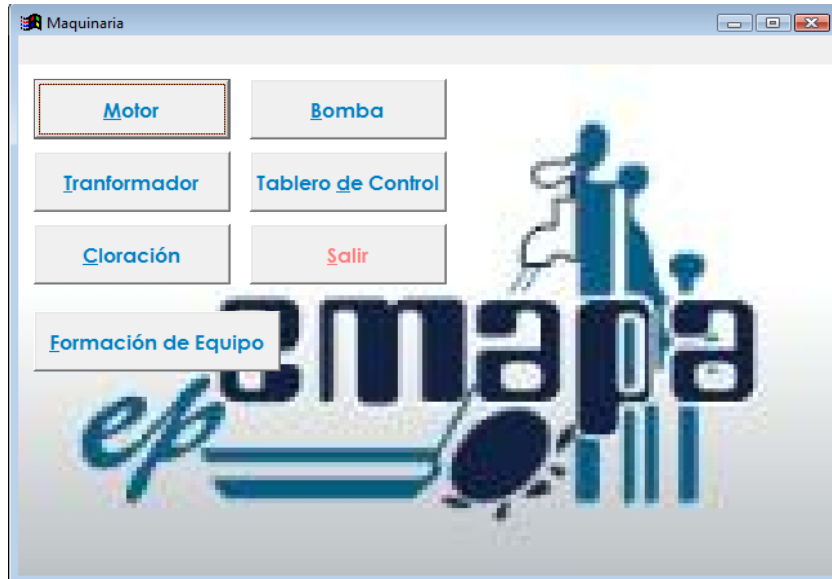 Maquinaria
Motor
Bomba
Tranformador
Tablero de Control
Cloración
Salir
Formación de Equipo
emapa
ep